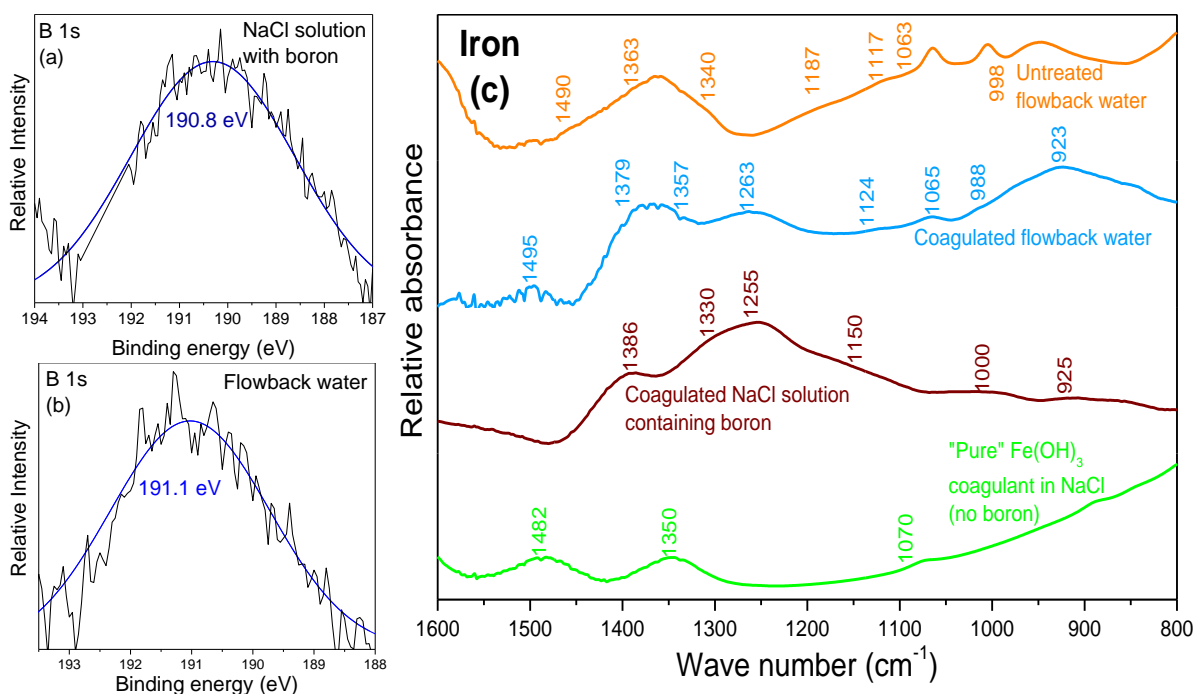 B 1s
(a)
NaCl solution
with boron
190.8 eV
Relative Intensity
194 193 192 191 190 189 188 187
Binding energy (eV)
B 1s
(b)
Flowback water
191.1 eV
Relative Intensity
193 192 191 190 189 188
Binding energy (eV)
Iron
(c)
Relative absorbance
1490 1363 1340 1187 1117 1063 998
Untreated
flowback water
1495 1379 1357 1263 1124 1065 988 923
Coagulated flowback water
1386 1330 1255 1150 1000 925
Coagulated NaCl solution
containing boron
"Pure" Fe(OH)₃
coagulant in NaCl
(no boron)
1482 1350 1070
1600 1500 1400 1300 1200 1100 1000 900 800
Wave number (cm⁻¹)